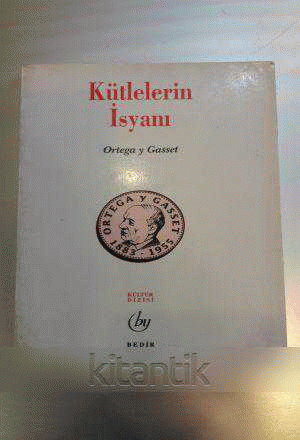 Kütlelerin
İsyanı
Ortega y Gasset
ORTEGA Y GASSET
1883-1955
KÜLTÜR
DİZİSİ
by
BEDİR
kitantik